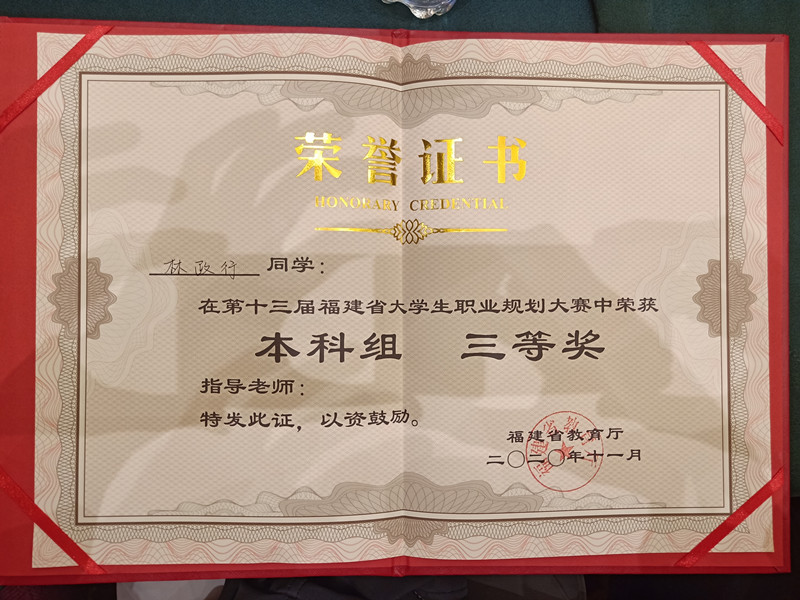 荣誉证书
HONORARY CREDENTIAL
林政行 同学：
在第十三届福建省大学生职业规划大赛中荣获
本科组 三等奖
指导老师：
特发此证，以资鼓励。
福建省教育厅
二〇二〇年十一月